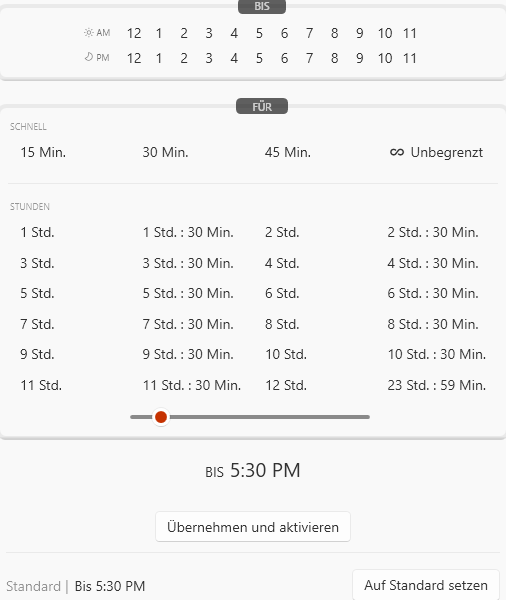 BIS
AM 12 1 2 3 4 5 6 7 8 9 10 11
PM 12 1 2 3 4 5 6 7 8 9 10 11
FÜR
SCHNELL
15 Min. 30 Min. 45 Min. ∞ Unbegrenzt
STUNDEN
1 Std. 1 Std. : 30 Min. 2 Std. 2 Std. : 30 Min.
3 Std. 3 Std. : 30 Min. 4 Std. 4 Std. : 30 Min.
5 Std. 5 Std. : 30 Min. 6 Std. 6 Std. : 30 Min.
7 Std. 7 Std. : 30 Min. 8 Std. 8 Std. : 30 Min.
9 Std. 9 Std. : 30 Min. 10 Std. 10 Std. : 30 Min.
11 Std. 11 Std. : 30 Min. 12 Std. 23 Std. : 59 Min.
BIS 5:30 PM
Übernehmen und aktivieren
Standard | Bis 5:30 PM Auf Standard setzen